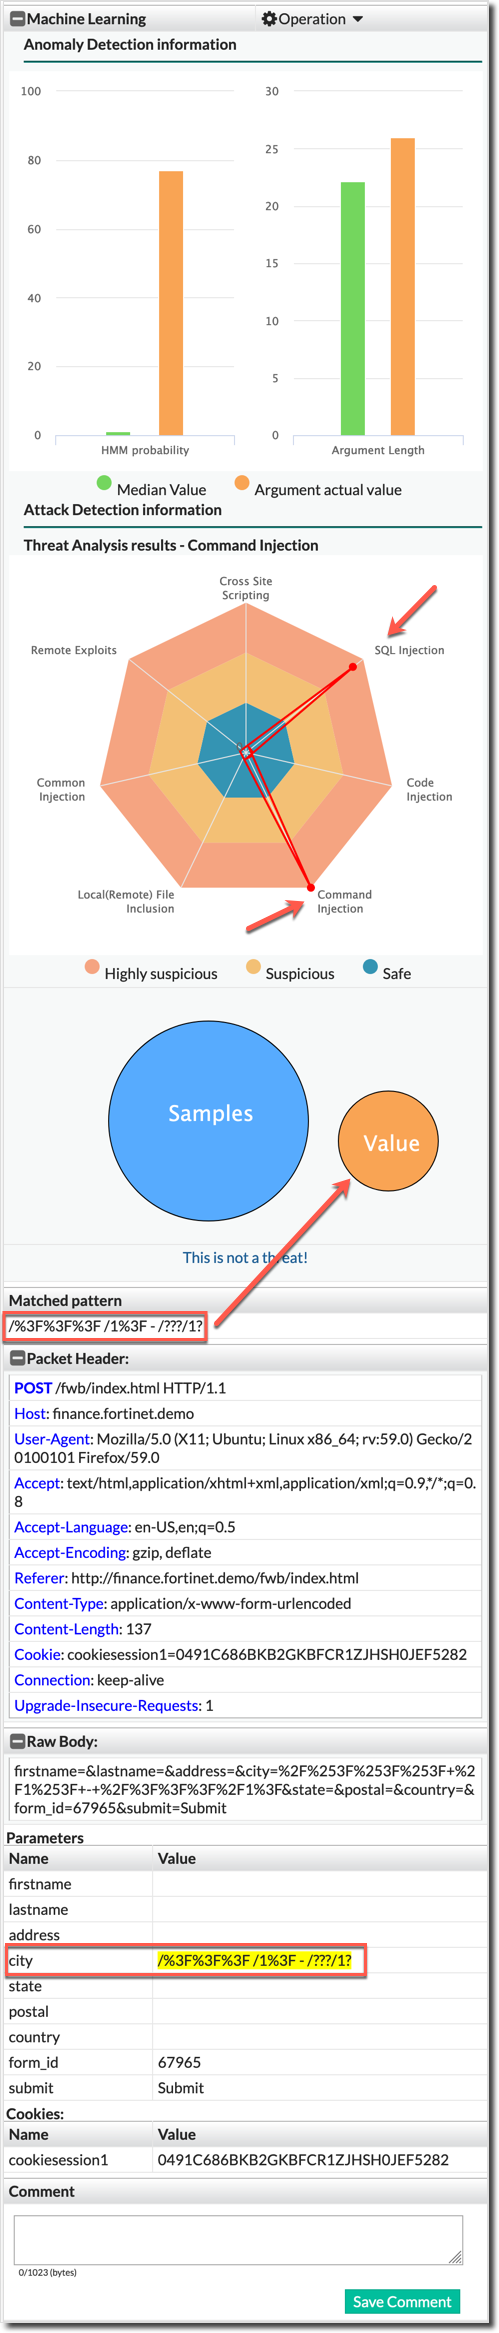 Machine Learning
Operation
Anomaly Detection information
100
80
60
40
20
0
HMM probability
30
25
20
15
10
5
0
Argument Length
Median Value
Argument actual value
Attack Detection information
Threat Analysis results - Command Injection
Cross Site
Scripting
Remote Exploits
SQL Injection
Common
Injection
Code
Injection
Local(Remote) File
Inclusion
Command
Injection
Highly suspicious
Suspicious
Safe
Samples
Value
This is not a threat!
Matched pattern
/%3F%3F%3F /1%3F - /???/1?
Packet Header:
POST /fwb/index.html HTTP/1.1
Host: finance.fortinet.demo
User-Agent: Mozilla/5.0 (X11; Ubuntu; Linux x86_64; rv:59.0) Gecko/2
0100101 Firefox/59.0
Accept: text/html,application/xhtml+xml,application/xml;q=0.9,*/*;q=0.
8
Accept-Language: en-US,en;q=0.5
Accept-Encoding: gzip, deflate
Referer: http://finance.fortinet.demo/fwb/index.html
Content-Type: application/x-www-form-urlencoded
Content-Length: 137
Cookie: cookiesession1=0491C686BKB2GKBFCR1ZJHSH0JEF5282
Connection: keep-alive
Upgrade-Insecure-Requests: 1
Raw Body:
firstname=&lastname=&address=&city=%2F%253F%253F%253F+%2
F1%253F+-+%2F%3F%3F%3F%2F1%3F&state=&postal=&country=&
form_id=67965&submit=Submit
Parameters
Name Value
firstname
lastname
address
city /%3F%3F%3F /1%3F - /???/1?
state
postal
country
form_id 67965
submit Submit
Cookies:
Name Value
cookiesession1 0491C686BKB2GKBFCR1ZJHSH0JEF5282
Comment
0/1023 (bytes)
Save Comment